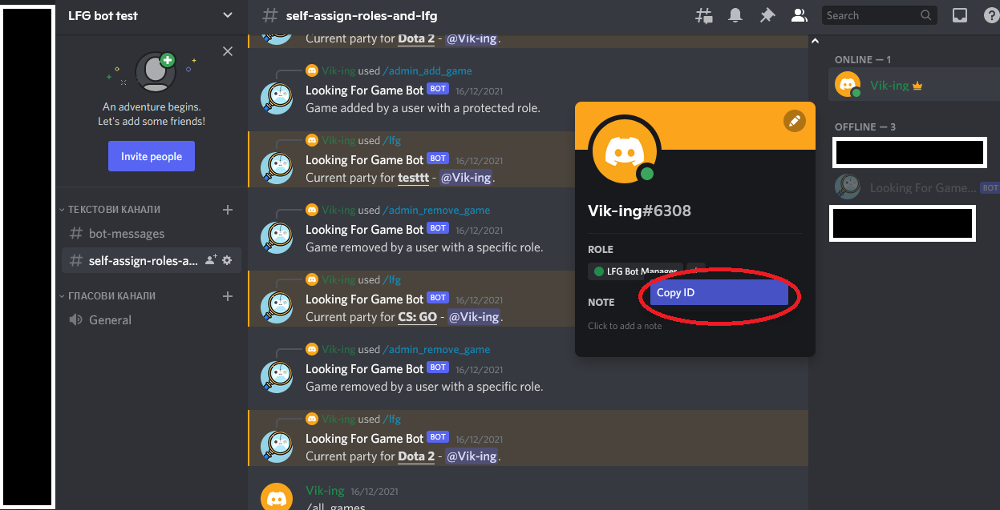 LFG bot test
An adventure begins.
Let's add some friends!
Invite people
ТЕКСТОВИ КАНАЛИ
# bot-messages
# self-assign-roles-a...
ГЛАСОВИ КАНАЛИ
General
# self-assign-roles-and-lfg
Search
Current party for Dota 2 - @Vik-ing.
Vik-ing used /admin_add_game
Looking For Game Bot BOT 16/12/2021
Game added by a user with a protected role.
Vik-ing used /lfg
Looking For Game Bot BOT 16/12/2021
Current party for testtt - @Vik-ing.
Vik-ing used /admin_remove_game
Looking For Game Bot BOT 16/12/2021
Game removed by a user with a specific role.
Vik-ing used /lfg
Looking For Game Bot BOT 16/12/2021
Current party for CS: GO - @Vik-ing.
Vik-ing used /admin_remove_game
Looking For Game Bot BOT 16/12/2021
Game removed by a user with a specific role.
Vik-ing used /lfg
Looking For Game Bot BOT 16/12/2021
Current party for Dota 2 - @Vik-ing.
Vik-ing 16/12/2021
/all_games
Vik-ing#6308
ROLE
LFG Bot Manager
Copy ID
NOTE
Click to add a note
ONLINE — 1
Vik-ing
OFFLINE — 3
Looking For Game... BOT